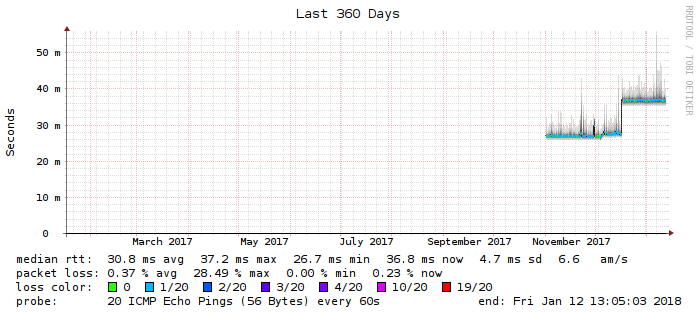 Last 360 Days
RRDTOOL / TOBI OETIKER
Seconds
50 m
40 m
30 m
20 m
10 m
0
March 2017 May 2017 July 2017 September 2017 November 2017
median rtt: 30.8 ms avg 37.2 ms max 26.7 ms min 36.8 ms now 4.7 ms sd 6.6 am/s
packet loss: 0.37 % avg 28.49 % max 0.00 % min 0.23 % now
loss color: 0 1/20 2/20 3/20 4/20 10/20 19/20
probe: 20 ICMP Echo Pings (56 Bytes) every 60s end: Fri Jan 12 13:05:03 2018